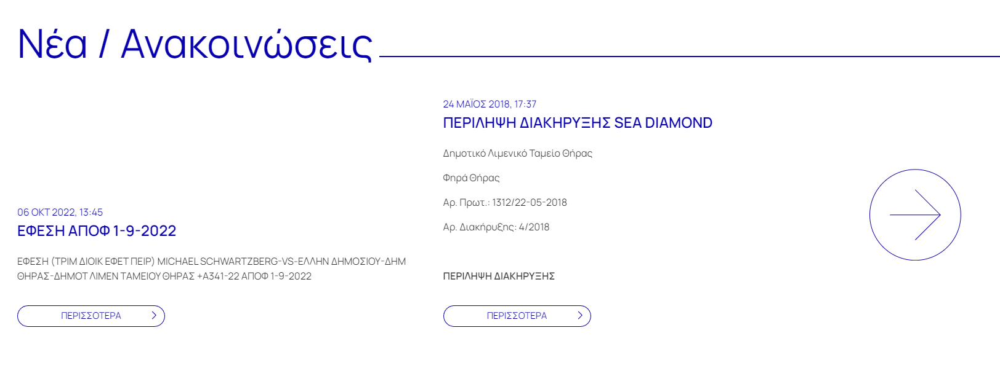 Νέα / Ανακοινώσεις
06 ΟΚΤ 2022, 13:45
ΕΦΕΣΗ ΑΠΟΦ 1-9-2022
ΕΦΕΣΗ (ΤΡΙΜ ΔΙΟΙΚ ΕΦΕΤ ΠΕΙΡ) MICHAEL SCHWARTZBERG-VS-ΕΛΛΗΝ ΔΗΜΟΣΙΟΥ-ΔΗΜ
ΘΗΡΑΣ-ΔΗΜΟΤ ΛΙΜΕΝ ΤΑΜΕΙΟΥ ΘΗΡΑΣ +Α341-22 ΑΠΟΦ 1-9-2022
ΠΕΡΙΣΣΟΤΕΡΑ
24 ΜΑΪΟΣ 2018, 17:37
ΠΕΡΙΛΗΨΗ ΔΙΑΚΗΡΥΞΗΣ SEA DIAMOND
Δημοτικό Λιμενικό Ταμείο Θήρας
Φηρά Θήρας
Αρ. Πρωτ.: 1312/22-05-2018
Αρ. Διακήρυξης: 4/2018
ΠΕΡΙΛΗΨΗ ΔΙΑΚΗΡΥΞΗΣ
ΠΕΡΙΣΣΟΤΕΡΑ